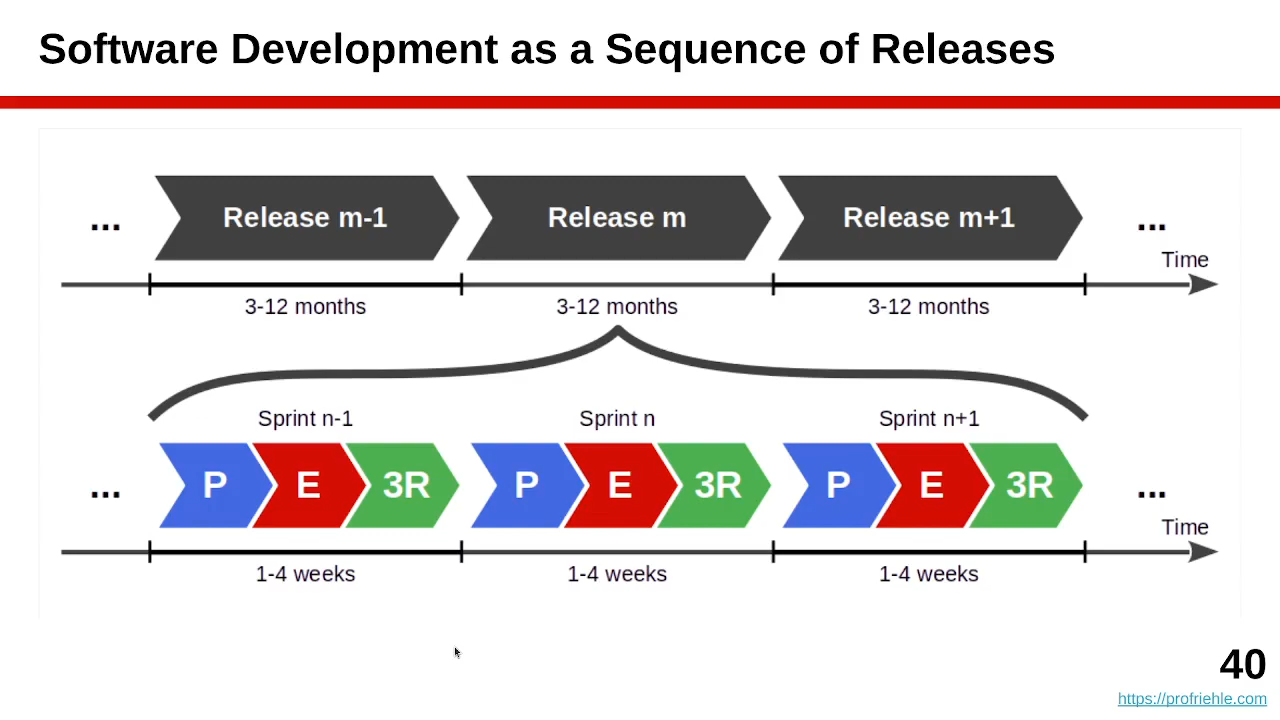 Software Development as a Sequence of Releases
... Release m-1 Release m Release m+1 ...
Time
3-12 months 3-12 months 3-12 months
Sprint n-1 Sprint n Sprint n+1
... P E 3R P E 3R P E 3R ...
Time
1-4 weeks 1-4 weeks 1-4 weeks
40
https://profriehle.com